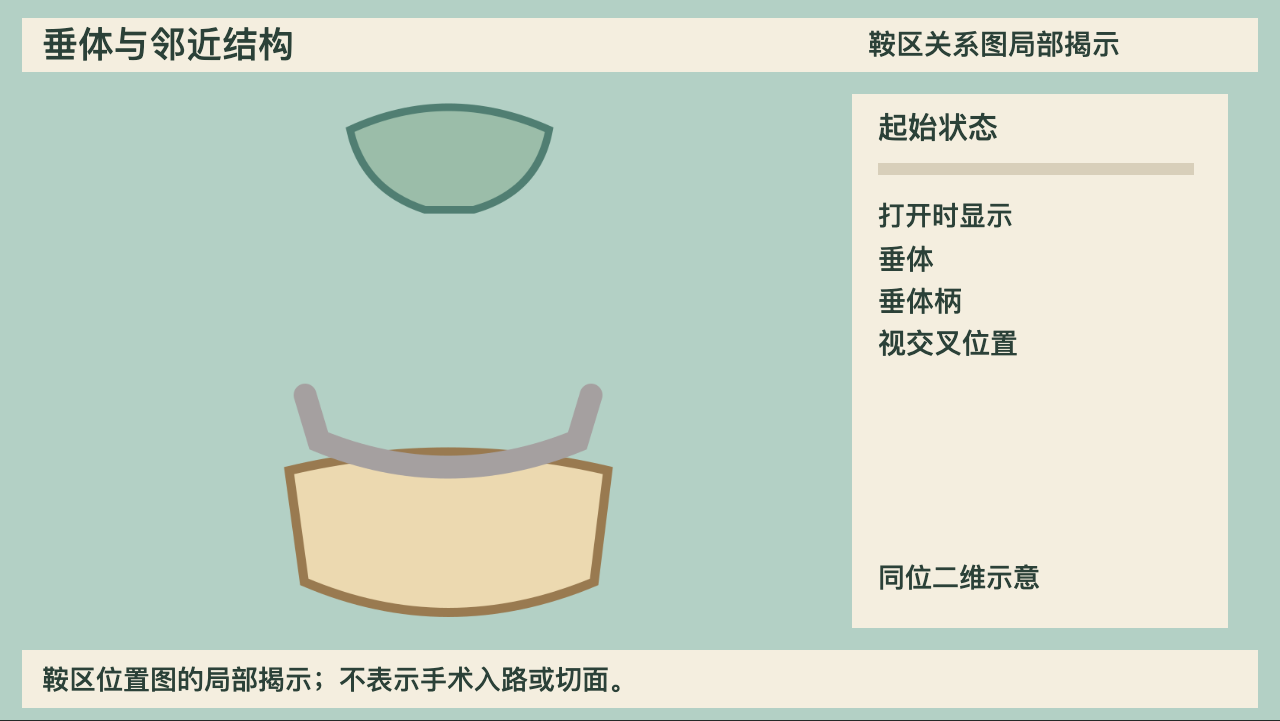 垂体与邻近结构
鞍区关系图局部揭示
起始状态
打开时显示
垂体
垂体柄
视交叉位置
同位二维示意
鞍区位置图的局部揭示；不表示手术入路或切面。